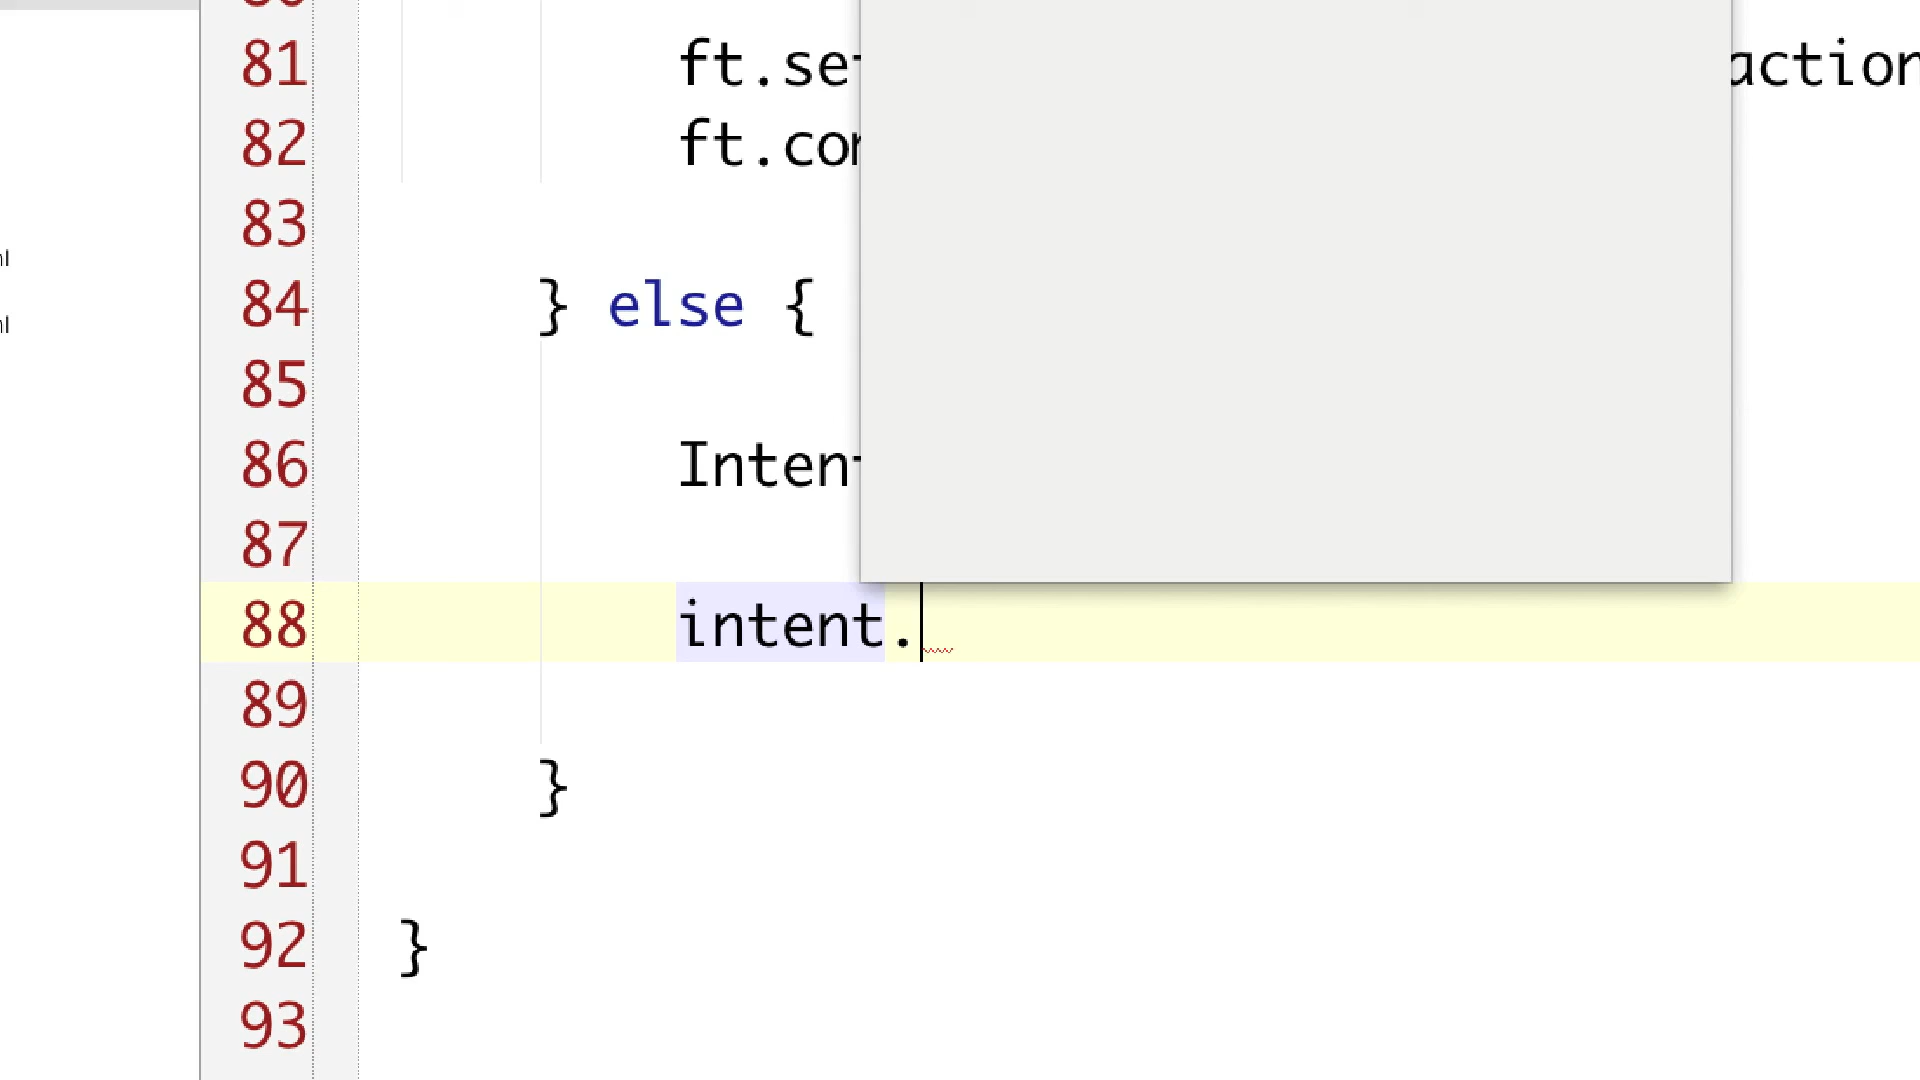 81 ft.se action
82 ft.co
83
84 } else {
85
86 Inten
87
88 intent.
89
90 }
91
92 }
93